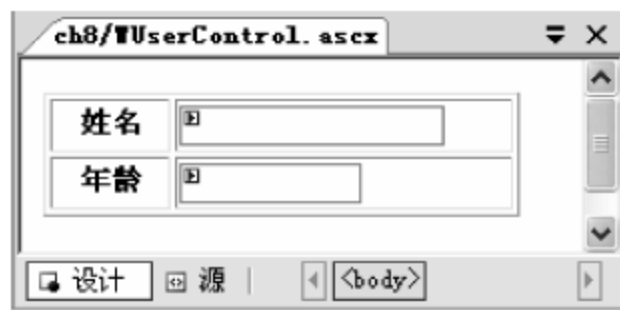 ch8/WUserControl.ascx
姓名
年龄
设计 源 <body>